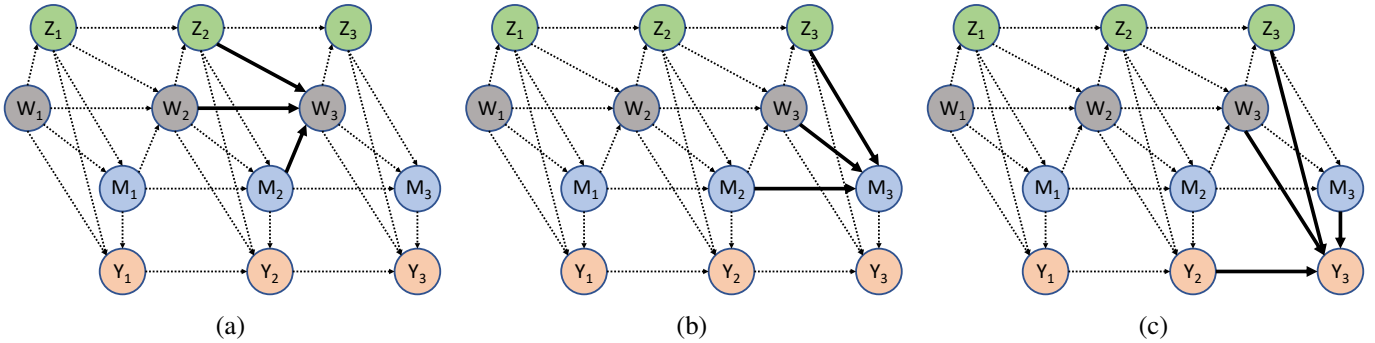 Z₁ Z₂ Z₃ Z₁ Z₂ Z₃ Z₁ Z₂ Z₃
W₁ W₂ W₃ W₁ W₂ W₃ W₁ W₂ W₃
M₁ M₂ M₃ M₁ M₂ M₃ M₁ M₂ M₃
Y₁ Y₂ Y₃ Y₁ Y₂ Y₃ Y₁ Y₂ Y₃
(a) (b) (c)